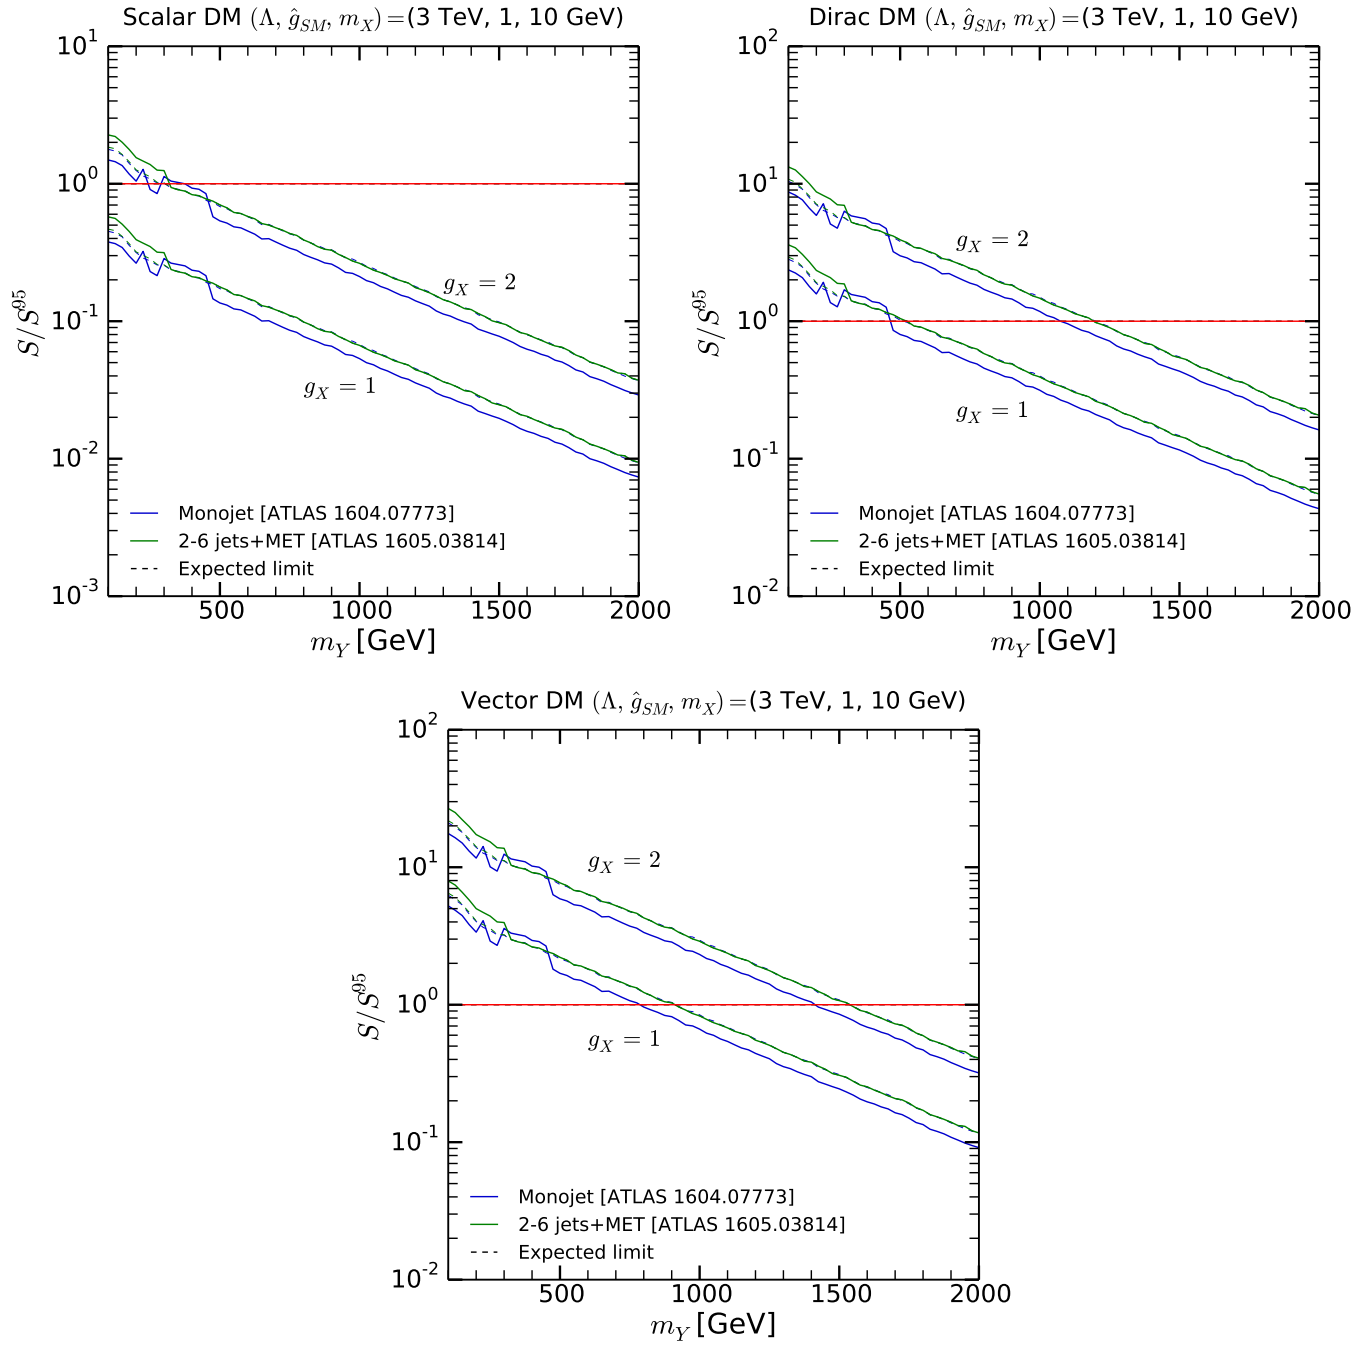 Scalar DM (Λ, ĝ_SM, m_X)=(3 TeV, 1, 10 GeV)
10^1
10^0
10^-1
10^-2
10^-3
S/S^95
g_X = 2
g_X = 1
Monojet [ATLAS 1604.07773]
2-6 jets+MET [ATLAS 1605.03814]
Expected limit
500 1000 1500 2000
m_Y [GeV]
Dirac DM (Λ, ĝ_SM, m_X)=(3 TeV, 1, 10 GeV)
10^2
10^1
10^0
10^-1
10^-2
S/S^95
g_X = 2
g_X = 1
Monojet [ATLAS 1604.07773]
2-6 jets+MET [ATLAS 1605.03814]
Expected limit
500 1000 1500 2000
m_Y [GeV]
Vector DM (Λ, ĝ_SM, m_X)=(3 TeV, 1, 10 GeV)
10^2
10^1
10^0
10^-1
10^-2
S/S^95
g_X = 2
g_X = 1
Monojet [ATLAS 1604.07773]
2-6 jets+MET [ATLAS 1605.03814]
Expected limit
500 1000 1500 2000
m_Y [GeV]